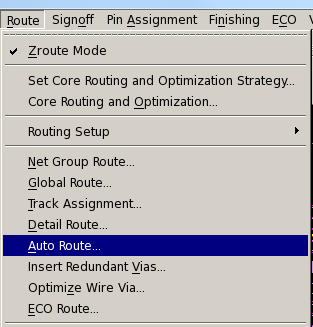 Route Signoff Pin Assignment Finishing ECO
Zroute Mode
Set Core Routing and Optimization Strategy...
Core Routing and Optimization...
Routing Setup
Net Group Route...
Global Route...
Track Assignment...
Detail Route...
Auto Route...
Insert Redundant Vias...
Optimize Wire Via...
ECO Route...